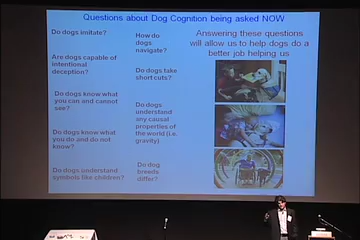 Questions about Dog Cognition being asked NOW
Do dogs imitate?
Are dogs capable of
intentional
deception?
Do dogs know what
you can and cannot
see?
Do dogs know what
you do and do not
know?
Do dogs understand
symbols like children?
How do
dogs
navigate?
Do dogs take
short cuts?
Do dogs
understand
any causal
properties of
the world (i.e.
gravity)
Do dog
breeds
differ?
Answering these questions
will allow us to help dogs do a
better job helping us